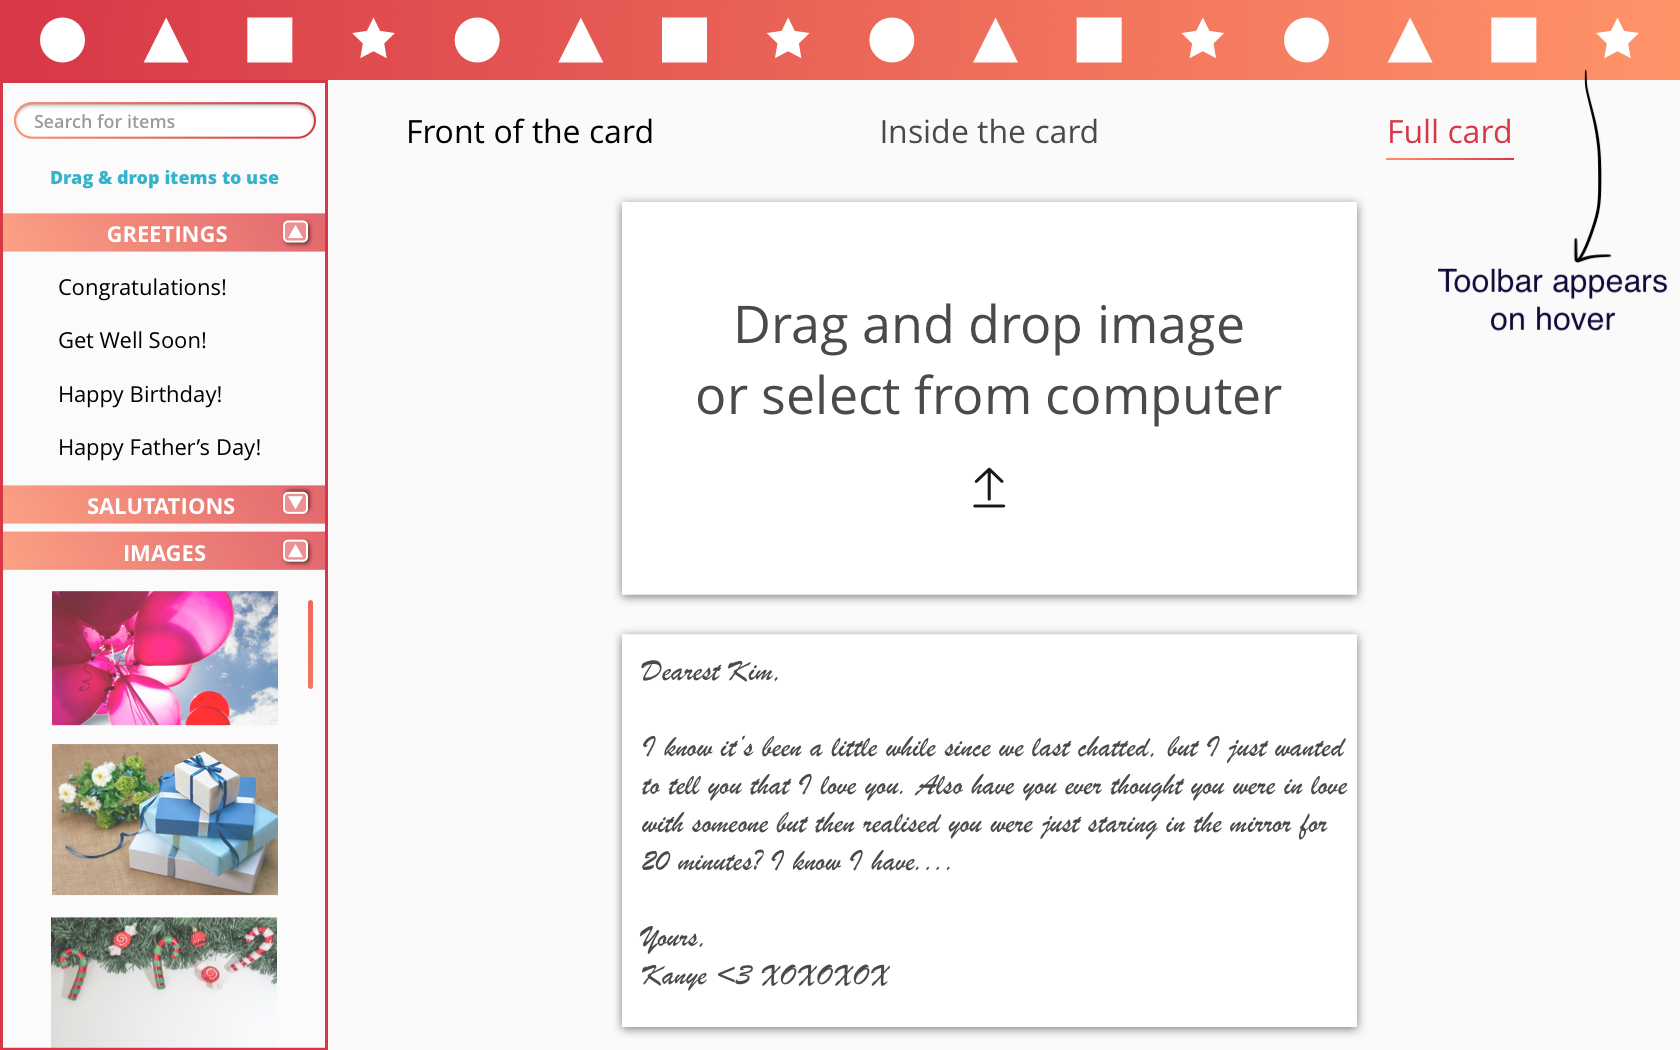 Search for items
Drag & drop items to use
GREETINGS
Congratulations!
Get Well Soon!
Happy Birthday!
Happy Father’s Day!
SALUTATIONS
IMAGES
Front of the card
Inside the card
Full card
Toolbar appears
on hover
Drag and drop image
or select from computer
Dearest Kim,
I know it's been a little while since we last chatted, but I just wanted
to tell you that I love you. Also have you ever thought you were in love
with someone but then realised you were just staring in the mirror for
20 minutes? I know I have....
Yours,
Kanye <3 XOXOXOX